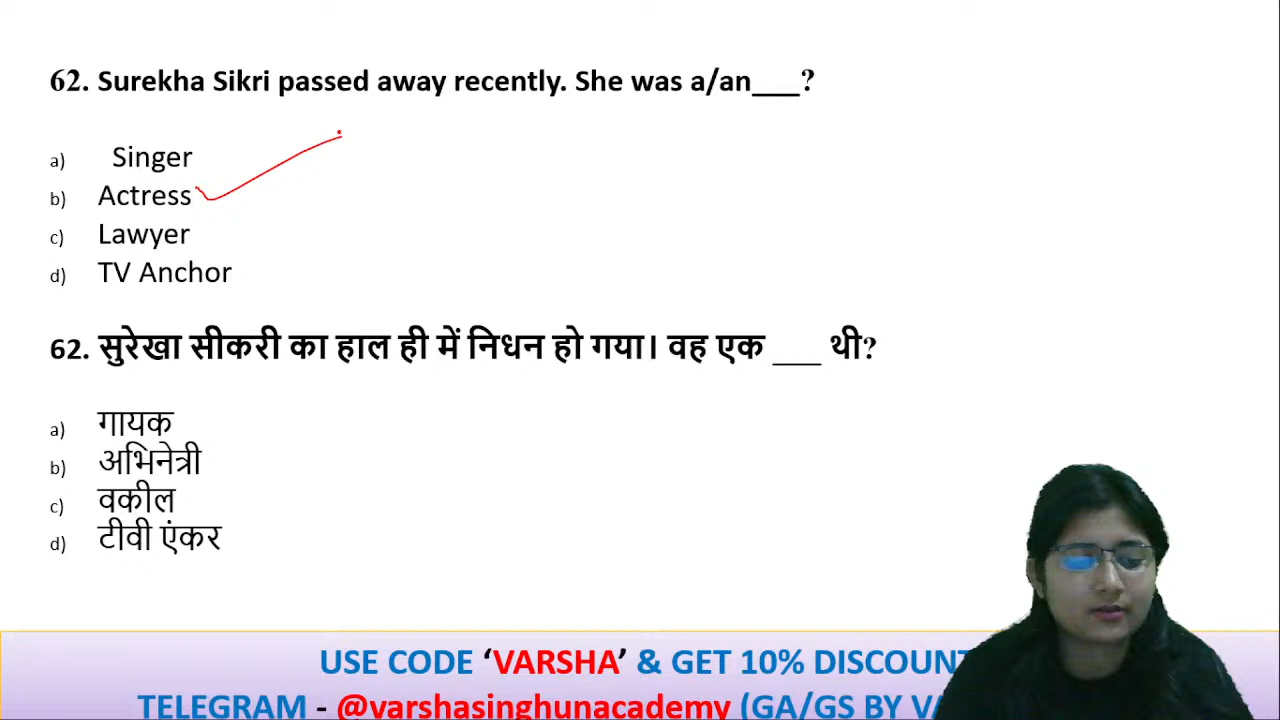 62. Surekha Sikri passed away recently. She was a/an___?
a) Singer
b) Actress
c) Lawyer
d) TV Anchor
62. सुरेखा सीकरी का हाल ही में निधन हो गया। वह एक ___ थी?
a) गायक
b) अभिनेत्री
c) वकील
d) टीवी एंकर
USE CODE ‘VARSHA’ & GET 10% DISCOUNT
TELEGRAM - @varshasinghunacademy (GA/GS BY